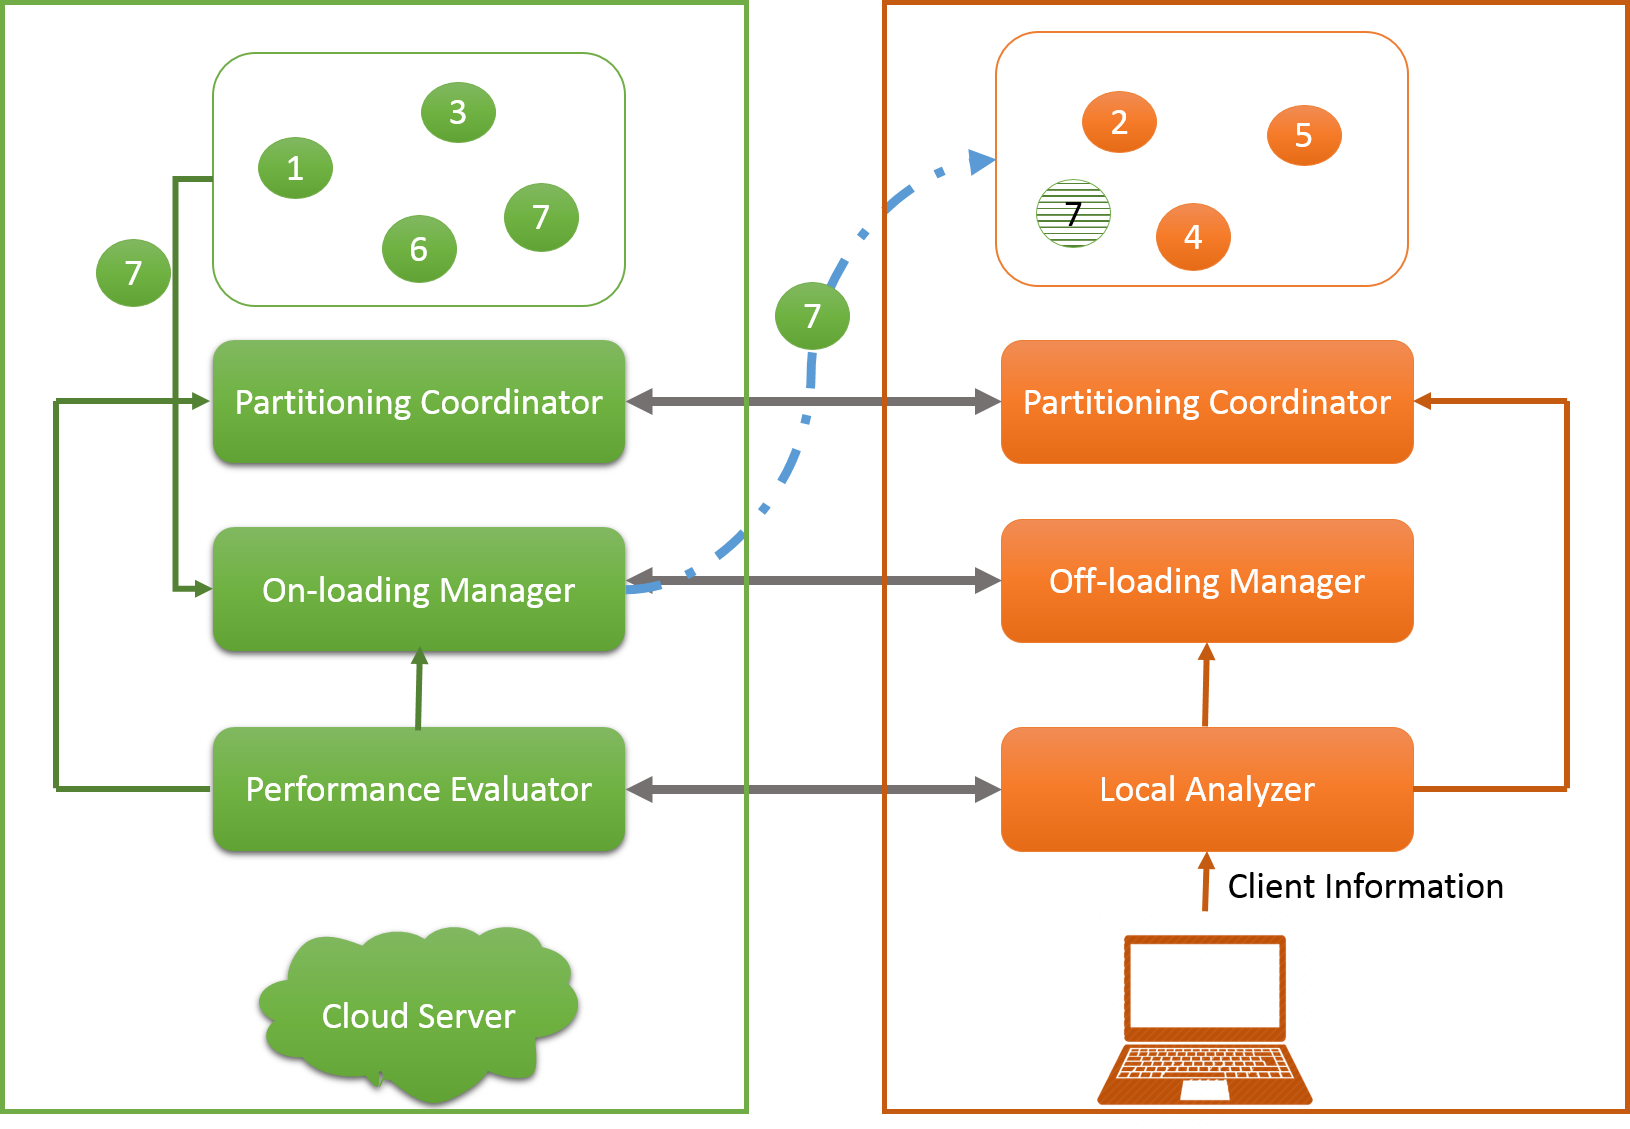 3
1
7
6
7
Partitioning Coordinator
On-loading Manager
Performance Evaluator
Cloud Server
7
2
5
7
4
Partitioning Coordinator
Off-loading Manager
Local Analyzer
Client Information